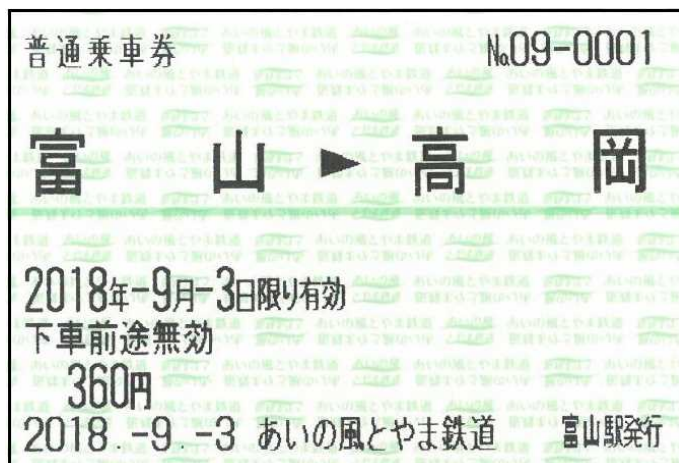 普通乗車券 №09-0001
富山▶高岡
2018年-9月-3日限り有効
下車前途無効
360円
2018.-9.-3 あいの風とやま鉄道 富山駅発行